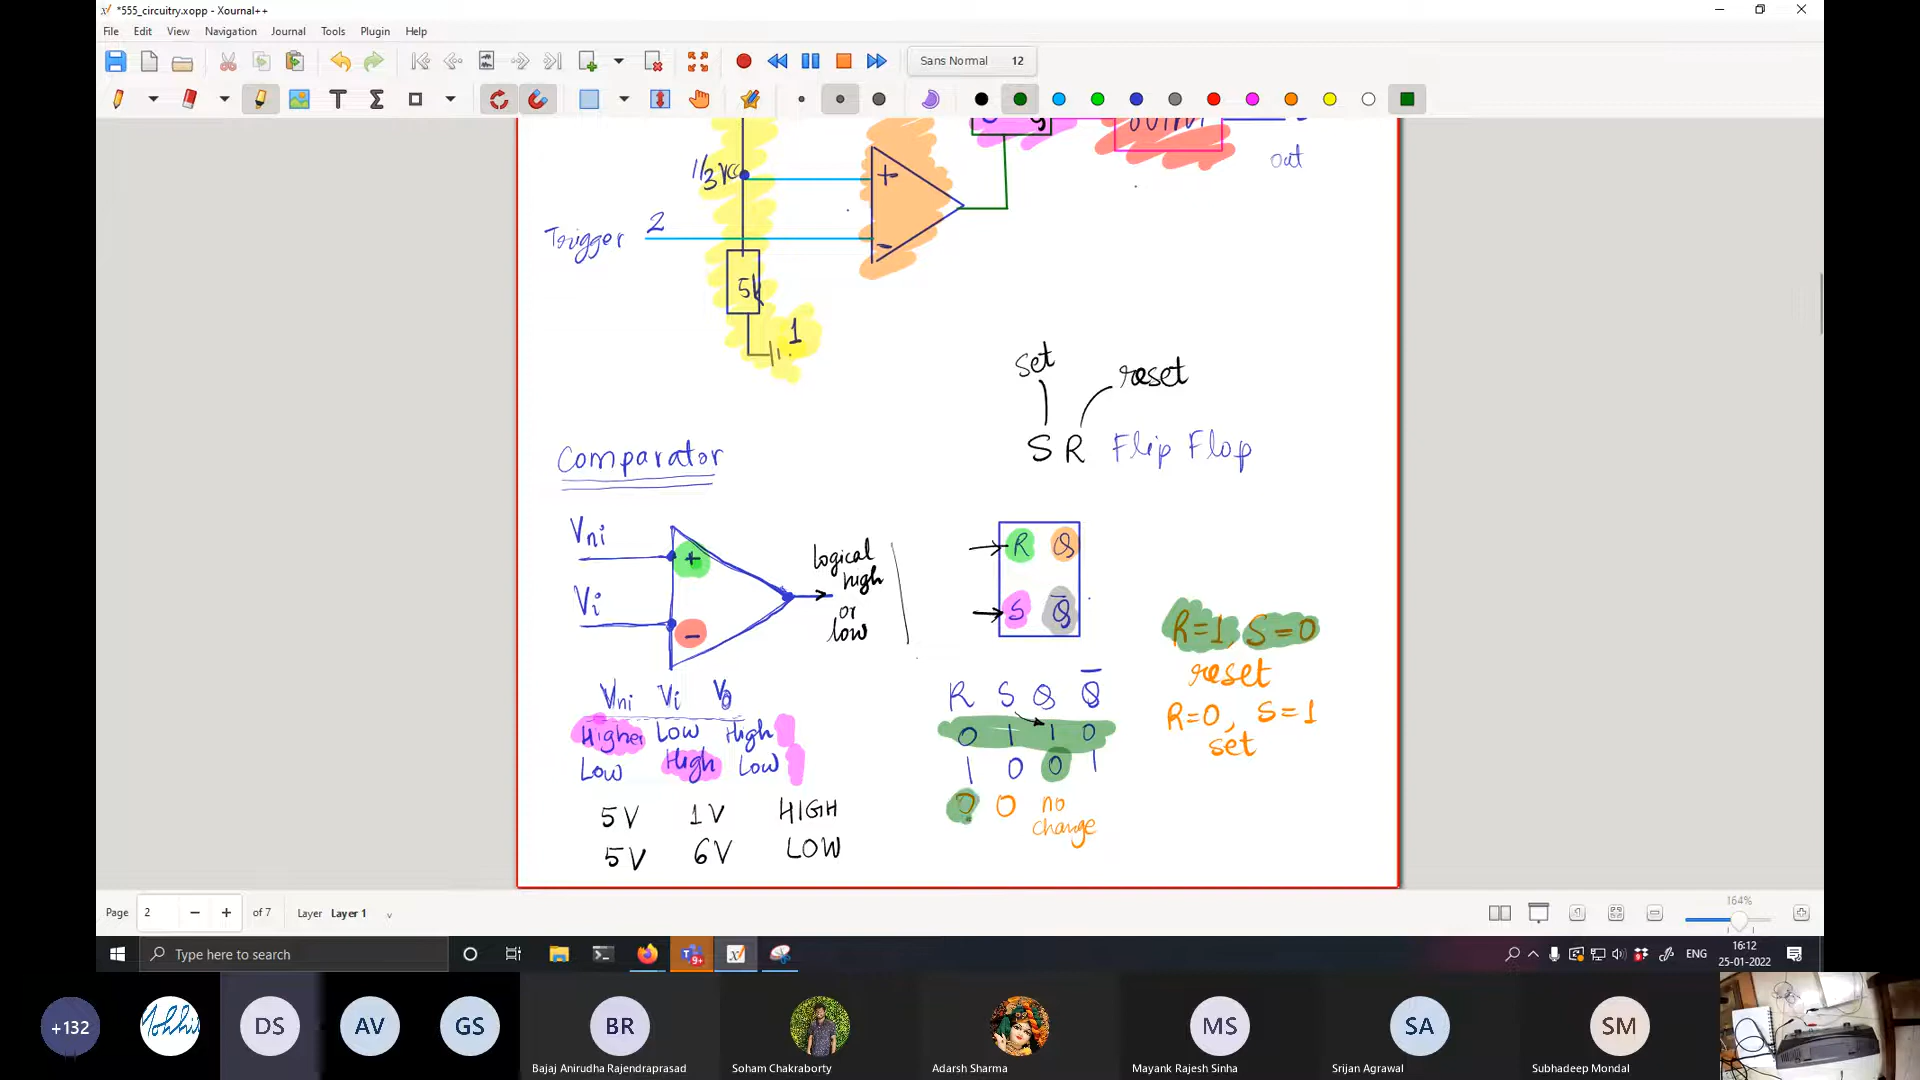 *555_circuitry.xopp - Xournal++
File Edit View Navigation Journal Tools Plugin Help
Sans Normal 12
1/3 VCC
+
out
Trigger 2
-
5k
1
set
reset
S R Flip Flop
Comparator
Vni
+
Vi
-
logical
high
or
low
R Q
S Q̅
R=1, S=0
reset
R=0, S=1
set
Vni Vi V0
Higher Low High
Low High Low
5V 1V HIGH
5V 6V LOW
R S Q Q̅
0 1 1 0
1 0 0 1
0 0 no
change
Page 2 of 7 Layer Layer 1
164%
Type here to search
9+
ENG
16:12
25-01-2022
+132
DS
AV
GS
BR
Bajaj Anirudha Rajendraprasad
Soham Chakraborty
Adarsh Sharma
MS
Mayank Rajesh Sinha
SA
Srijan Agrawal
SM
Subhadeep Mondal